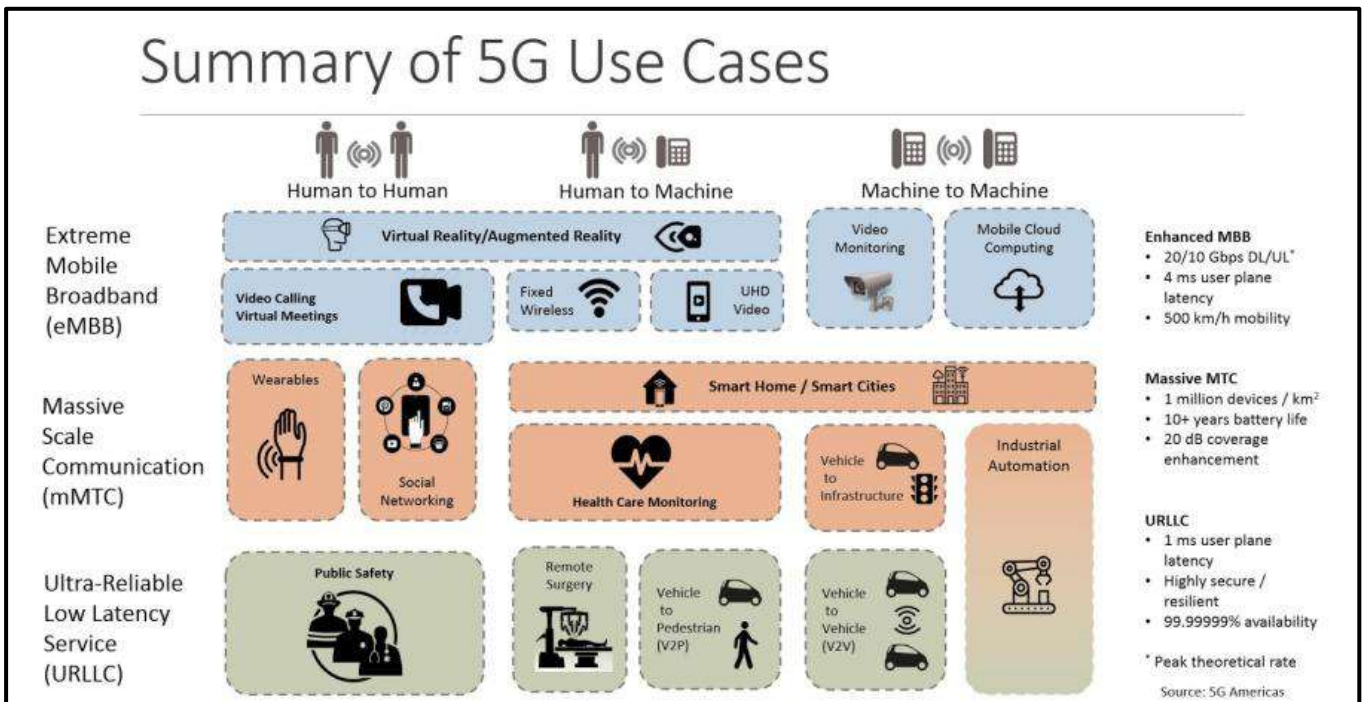 Summary of 5G Use Cases
Human to Human
Human to Machine
Machine to Machine
Extreme
Mobile
Broadband
(eMBB)
Virtual Reality/Augmented Reality
Video Calling
Virtual Meetings
Fixed
Wireless
UHD
Video
Video
Monitoring
Mobile Cloud
Computing
Enhanced MBB
• 20/10 Gbps DL/UL*
• 4 ms user plane
latency
• 500 km/h mobility
Massive
Scale
Communication
(mMTC)
Wearables
Social
Networking
Smart Home / Smart Cities
Health Care Monitoring
Vehicle
to
Infrastructure
Industrial
Automation
Massive MTC
• 1 million devices / km²
• 10+ years battery life
• 20 dB coverage
enhancement
Ultra-Reliable
Low Latency
Service
(URLLC)
Public Safety
Remote
Surgery
Vehicle
to
Pedestrian
(V2P)
Vehicle
to
Vehicle
(V2V)
URLLC
• 1 ms user plane
latency
• Highly secure /
resilient
• 99.99999% availability
* Peak theoretical rate
Source: 5G Americas